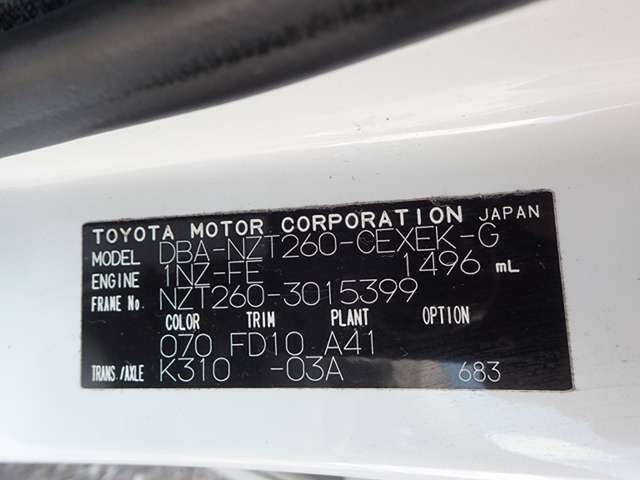 TOYOTA MOTOR CORPORATION JAPAN
MODEL DBA-NZT260-CEXEK-G
ENGINE 1NZ-FE 1496 mL
FRAME No. NZT260-3015399
COLOR TRIM PLANT OPTION
070 FD10 A41
TRANS./AXLE K310 -03A 683